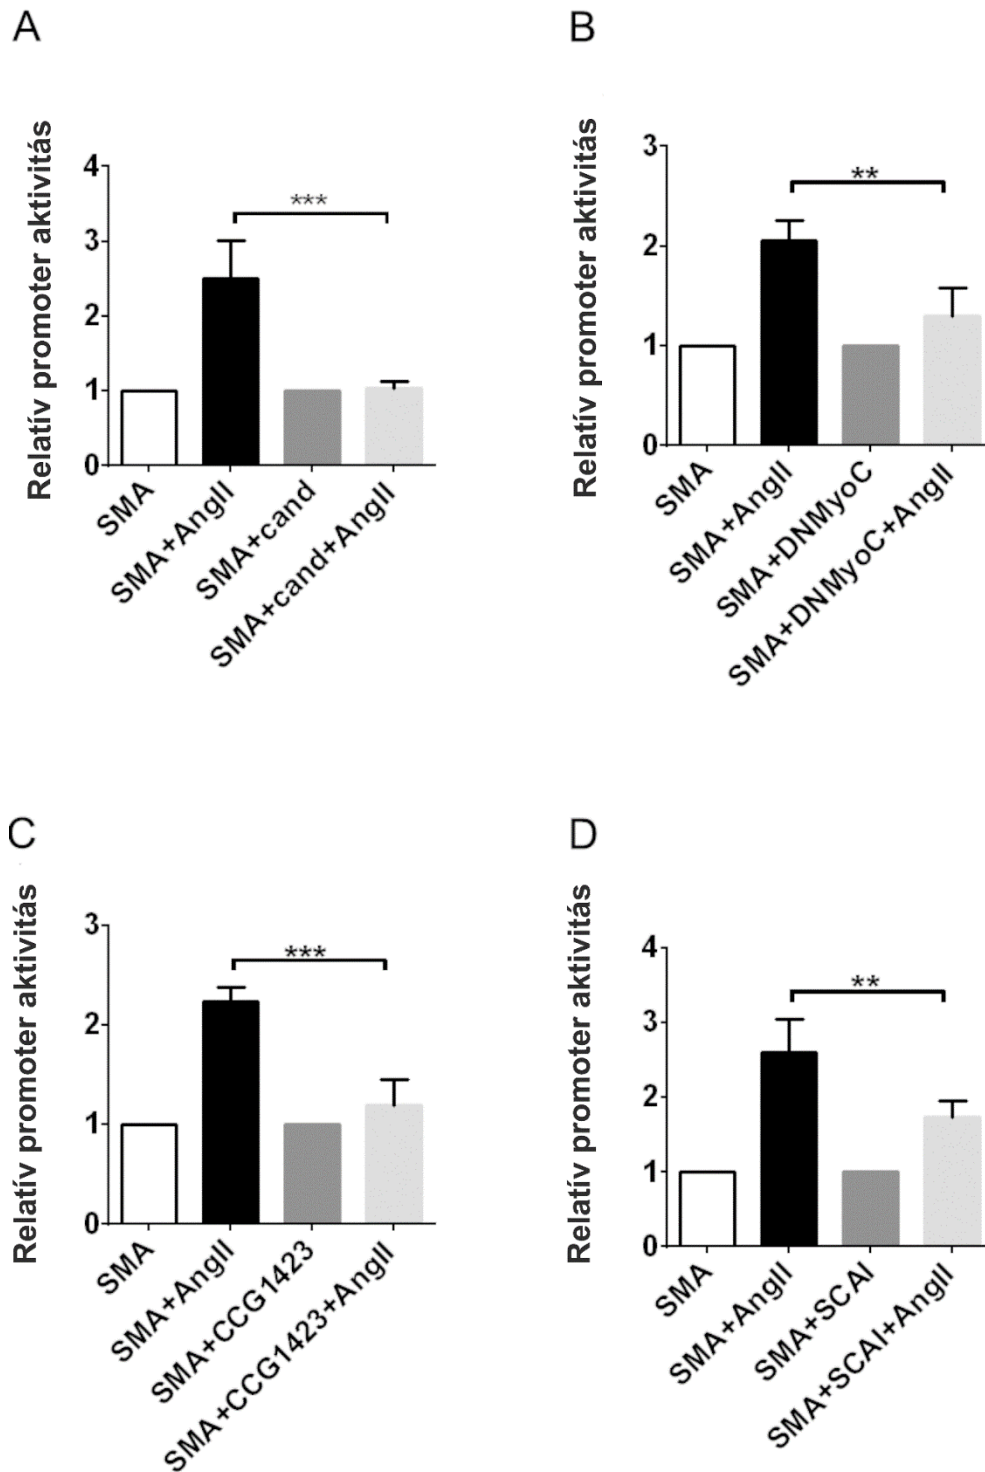 A
Relatív promoter aktivitás
4
3
2
1
0
***
SMA
SMA+AngII
SMA+cand
SMA+cand+AngII
B
Relatív promoter aktivitás
3
2
1
0
**
SMA
SMA+AngII
SMA+DNMyoC
SMA+DNMyoC+AngII
C
Relatív promoter aktivitás
3
2
1
0
***
SMA
SMA+AngII
SMA+CCG1423
SMA+CCG1423+AngII
D
Relatív promoter aktivitás
4
3
2
1
0
**
SMA
SMA+AngII
SMA+SCAI
SMA+SCAI+AngII